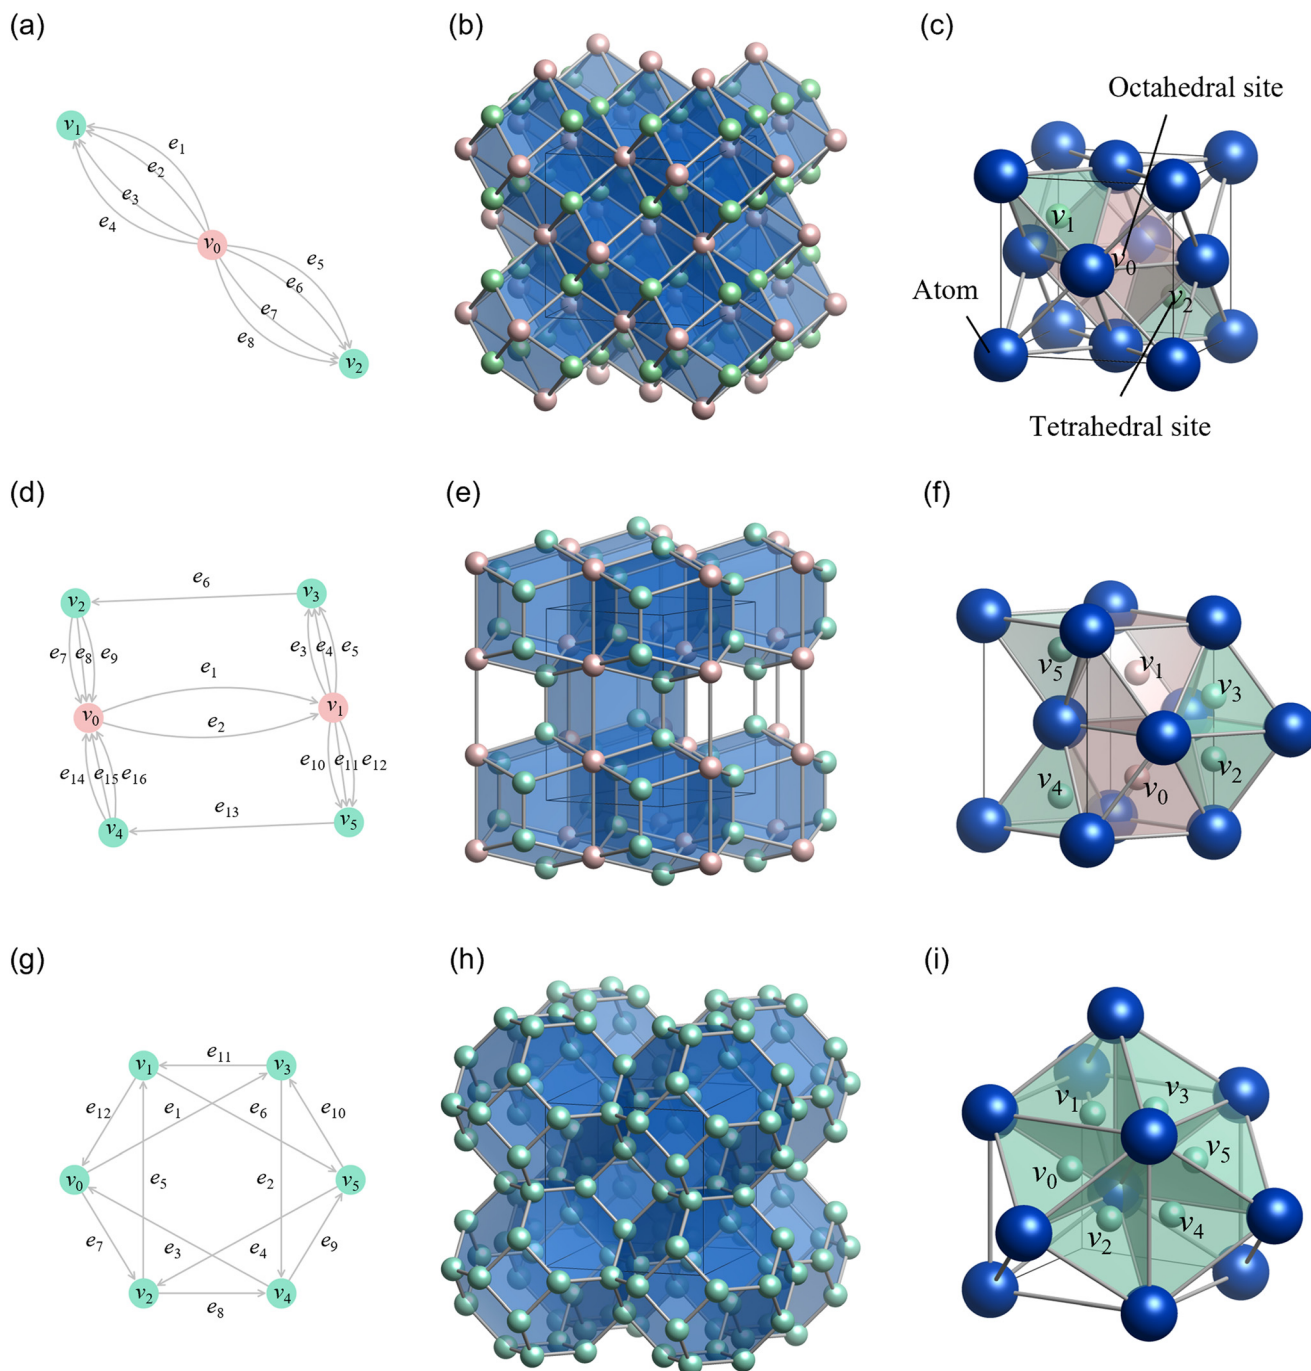 (a)
(b)
(c)
v1
e1
e2
e3
e4
v0
e5
e6
e7
e8
v2
Octahedral site
v1
v0
v2
Atom
Tetrahedral site
(d)
(e)
(f)
v2
e6
v3
e7 e8 e9
e3 e4 e5
e1
v0
v1
e2
e14 e15 e16
e10 e11 e12
v4
e13
v5
v5
v1
v3
v2
v4
v0
(g)
(h)
(i)
v1
e11
v3
e12
e1
e6
e10
v0
e5
e2
v5
e7
e3
e4
e9
v2
e8
v4
v1
v3
v0
v5
v2
v4